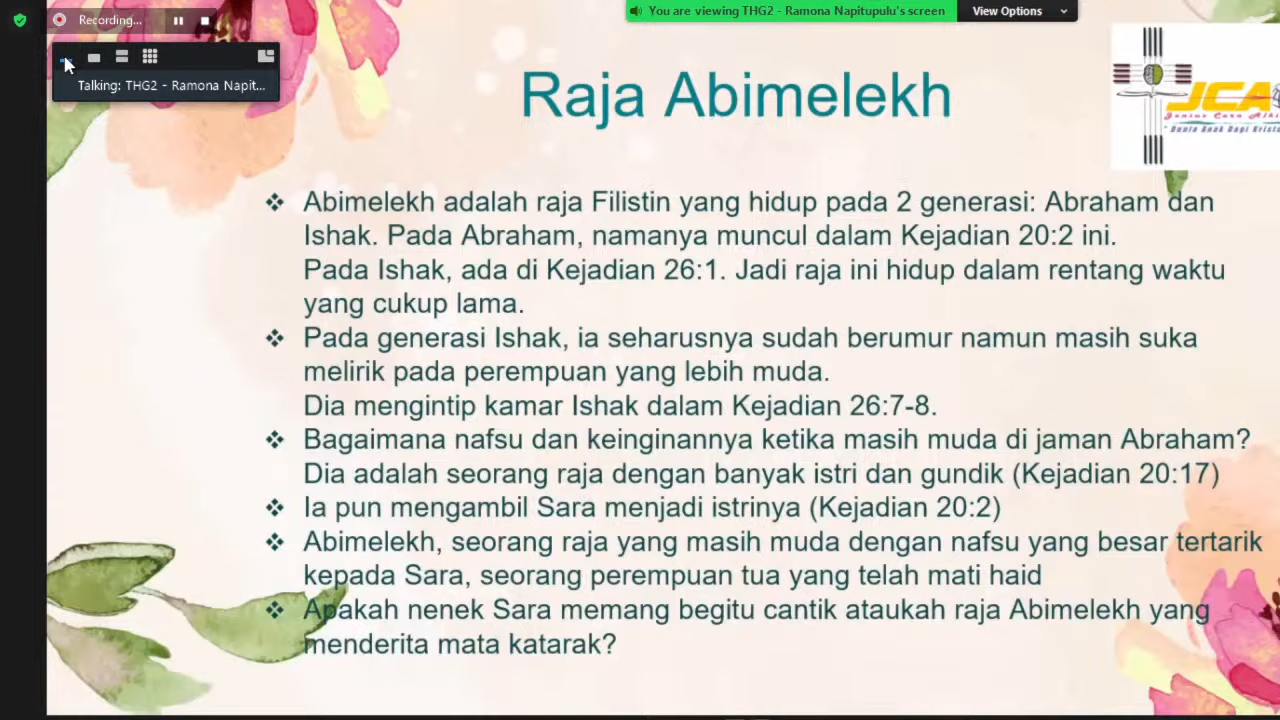 Recording...
You are viewing THG2 - Ramona Napitupulu's screen
View Options
Talking: THG2 - Ramona Napit...
Raja Abimelekh
JCA
" Dunia Anak Bagi Krist
❖ Abimelekh adalah raja Filistin yang hidup pada 2 generasi: Abraham dan
Ishak. Pada Abraham, namanya muncul dalam Kejadian 20:2 ini.
Pada Ishak, ada di Kejadian 26:1. Jadi raja ini hidup dalam rentang waktu
yang cukup lama.
❖ Pada generasi Ishak, ia seharusnya sudah berumur namun masih suka
melirik pada perempuan yang lebih muda.
Dia mengintip kamar Ishak dalam Kejadian 26:7-8.
❖ Bagaimana nafsu dan keinginannya ketika masih muda di jaman Abraham?
Dia adalah seorang raja dengan banyak istri dan gundik (Kejadian 20:17)
❖ Ia pun mengambil Sara menjadi istrinya (Kejadian 20:2)
❖ Abimelekh, seorang raja yang masih muda dengan nafsu yang besar tertarik
kepada Sara, seorang perempuan tua yang telah mati haid
❖ Apakah nenek Sara memang begitu cantik ataukah raja Abimelekh yang
menderita mata katarak?